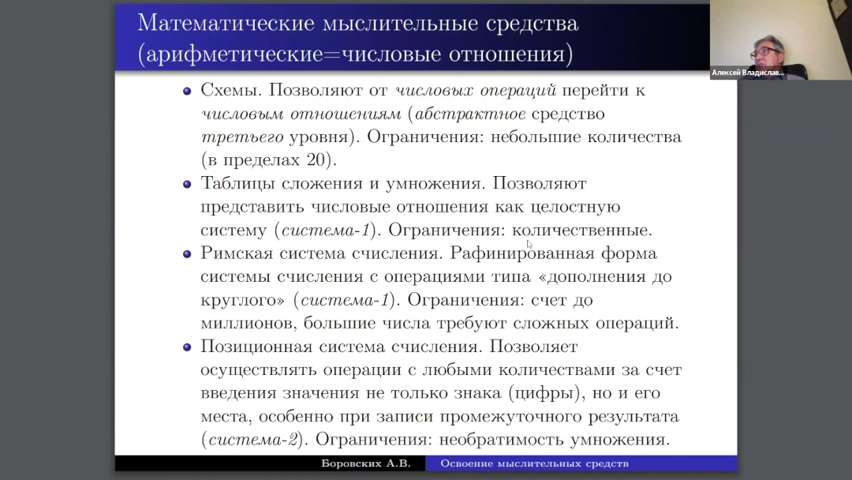 Математические мыслительные средства
(арифметические=числовые отношения)
Алексей Владислав...
Схемы. Позволяют от числовых операций перейти к
числовым отношениям (абстрактное средство
третьего уровня). Ограничения: небольшие количества
(в пределах 20).
Таблицы сложения и умножения. Позволяют
представить числовые отношения как целостную
систему (система-1). Ограничения: количественные.
Римская система счисления. Рафинированная форма
системы счисления с операциями типа «дополнения до
круглого» (система-1). Ограничения: счет до
миллионов, большие числа требуют сложных операций.
Позиционная система счисления. Позволяет
осуществлять операции с любыми количествами за счет
введения значения не только знака (цифры), но и его
места, особенно при записи промежуточного результата
(система-2). Ограничения: необратимость умножения.
Боровских А.В. Освоение мыслительных средств